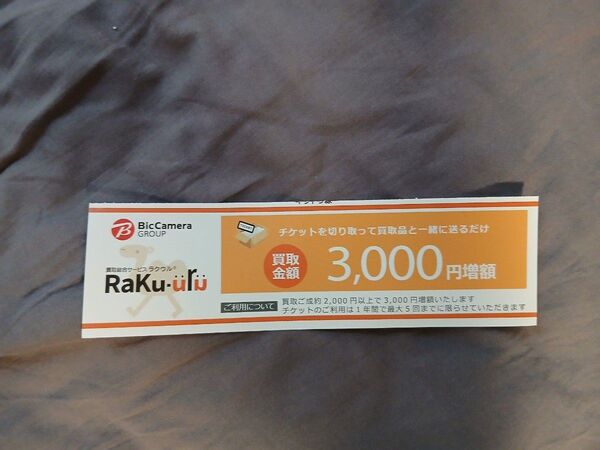 BicCamera
GROUP
買取総合サービス ラクウル®
RaKu-uru
チケットを切り取って買取品と一緒に送るだけ
買取
金額
3,000円増額
ご利用について
買取ご成約2,000円以上で3,000円増額いたします
チケットのご利用は1年間で最大5回までに限らせていただきます